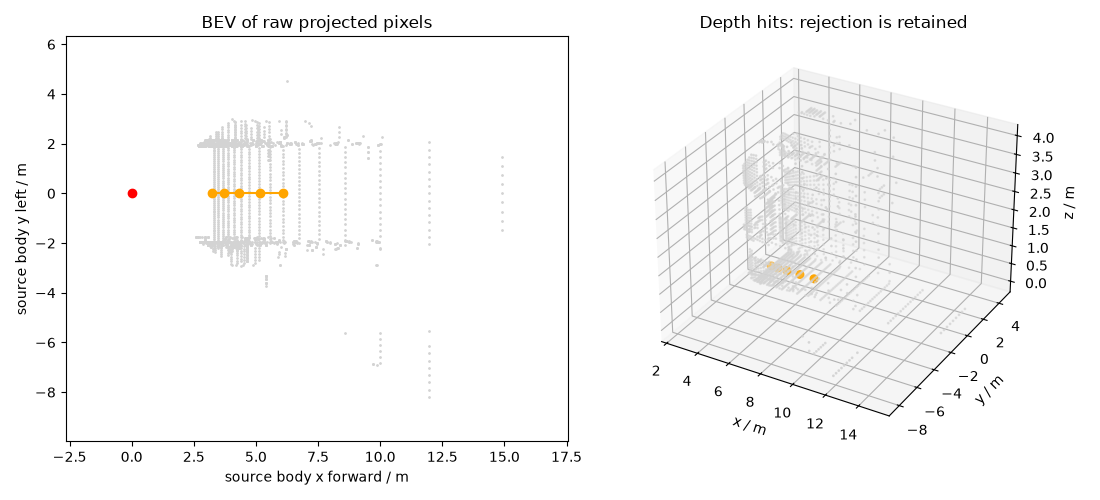 BEV of raw projected pixels
6
4
2
0
−2
−4
−6
−8
source body y left / m
−2.5 0.0 2.5 5.0 7.5 10.0 12.5 15.0 17.5
source body x forward / m
Depth hits: rejection is retained
4.0
3.5
3.0
2.5
2.0
1.5
1.0
0.5
0.0
z / m
4
2
0
−2
−4
−6
−8
y / m
2 4 6 8 10 12 14
x / m